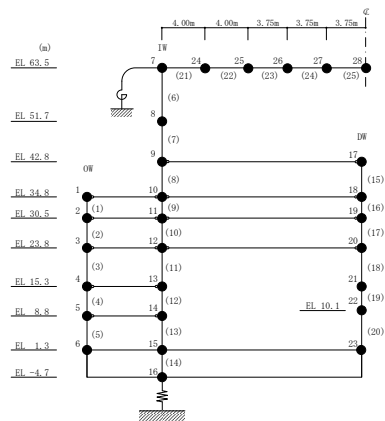 ℄
4.00m 4.00m 3.75m 3.75m 3.75m
(m) IW
EL 63.5 7 24 25 26 27 28
(21) (22) (23) (24) (25)
(6)
EL 51.7 8
(7)
DW
EL 42.8 9 17
OW (8) (15)
EL 34.8 1 10 18
(1) (9) (16)
EL 30.5 2 11 19
(2) (10) (17)
EL 23.8 3 12 20
(3) (11) (18)
EL 15.3 4 13 21
(4) (12) EL 10.1 22 (19)
EL 8.8 5 14
(5) (13) (20)
EL 1.3 6 15 23
(14)
EL -4.7 16